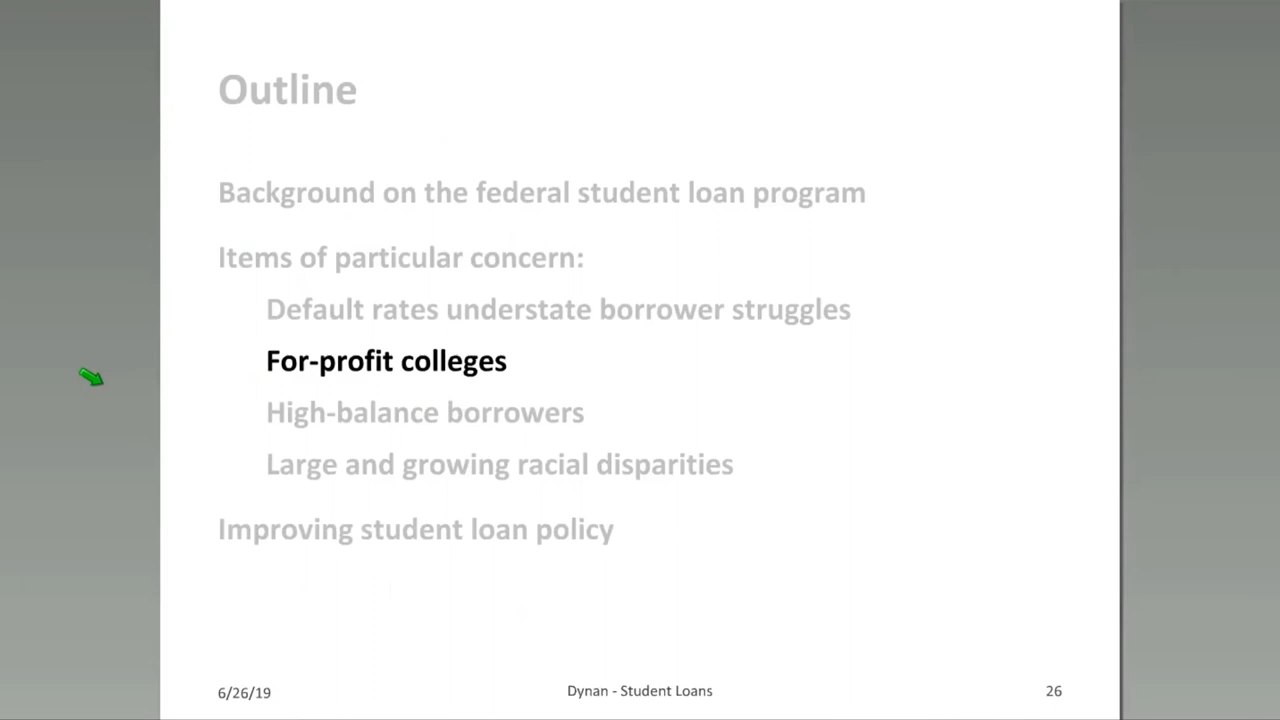 Outline
Background on the federal student loan program
Items of particular concern:
Default rates understate borrower struggles
For-profit colleges
High-balance borrowers
Large and growing racial disparities
Improving student loan policy
6/26/19
Dynan - Student Loans
26